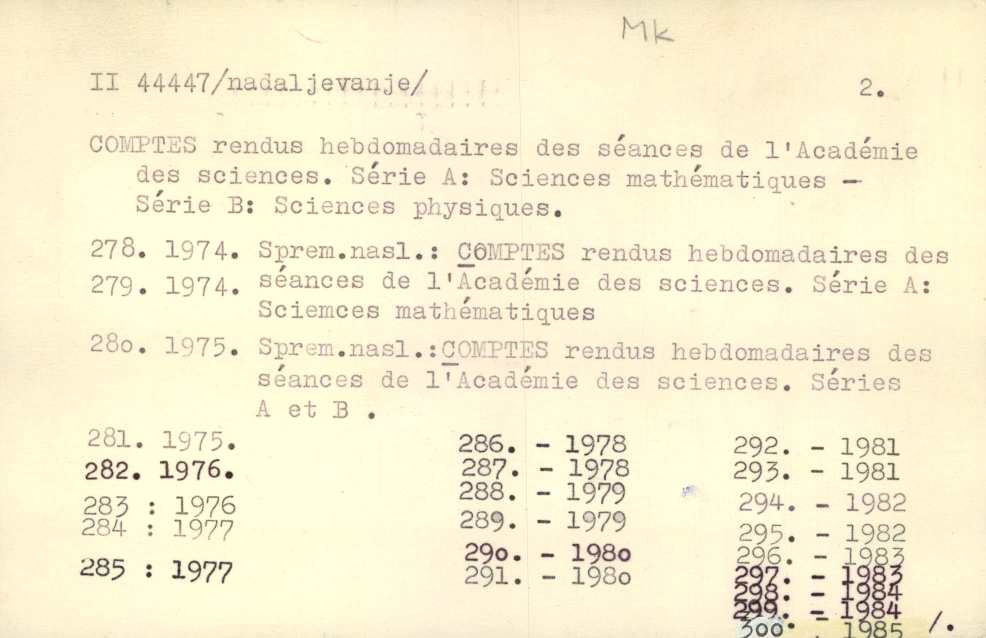 Mk
II 44447/nadaljevanje/ 2.
COMPTES rendus hebdomadaires des séances de l'Académie
des sciences. Série A: Sciences mathématiques -
Série B: Sciences physiques.
278. 1974. Sprem.nasl.: COMPTES rendus hebdomadaires des
279. 1974. séances de l'Académie des sciences. Série A:
Sciemces mathématiques
28o. 1975. Sprem.nasl.:COMPTES rendus hebdomadaires des
séances de l'Académie des sciences. Séries
A et B .
281. 1975. 286. - 1978 292. - 1981
282. 1976. 287. - 1978 293. - 1981
283 : 1976 288. - 1979 294. - 1982
284 : 1977 289. - 1979 295. - 1982
285 : 1977 29o. - 198o 296. - 1983
291. - 198o 297. - 1983
298. - 1984
299. - 1984
3oo. - 1985 /.